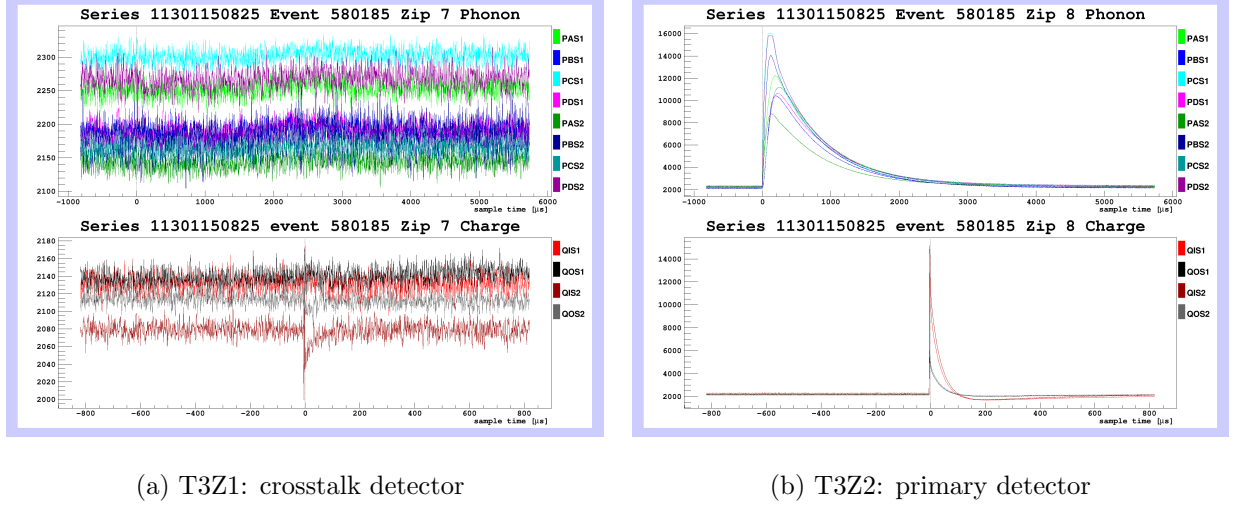 Series 11301150825 Event 580185 Zip 7 Phonon
2300
2250
2200
2150
2100
−1000 0 1000 2000 3000 4000 5000 6000
sample time [µs]
PAS1
PBS1
PCS1
PDS1
PAS2
PBS2
PCS2
PDS2
Series 11301150825 event 580185 Zip 7 Charge
2180
2160
2140
2120
2100
2080
2060
2040
2020
2000
−800 −600 −400 −200 0 200 400 600 800
sample time [µs]
QIS1
QOS1
QIS2
QOS2
(a) T3Z1: crosstalk detector
Series 11301150825 Event 580185 Zip 8 Phonon
16000
14000
12000
10000
8000
6000
4000
2000
−1000 0 1000 2000 3000 4000 5000 6000
sample time [µs]
PAS1
PBS1
PCS1
PDS1
PAS2
PBS2
PCS2
PDS2
Series 11301150825 event 580185 Zip 8 Charge
14000
12000
10000
8000
6000
4000
2000
−800 −600 −400 −200 0 200 400 600 800
sample time [µs]
QIS1
QOS1
QIS2
QOS2
(b) T3Z2: primary detector